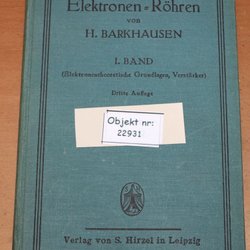 Elektronen-Röhren
von
H. BARKHAUSEN
I. BAND
(Elektronentheoretische Grundlagen, Verstärker)
Dritte Auflage
Objekt nr:
22931
Verlag von S. Hirzel in Leipzig